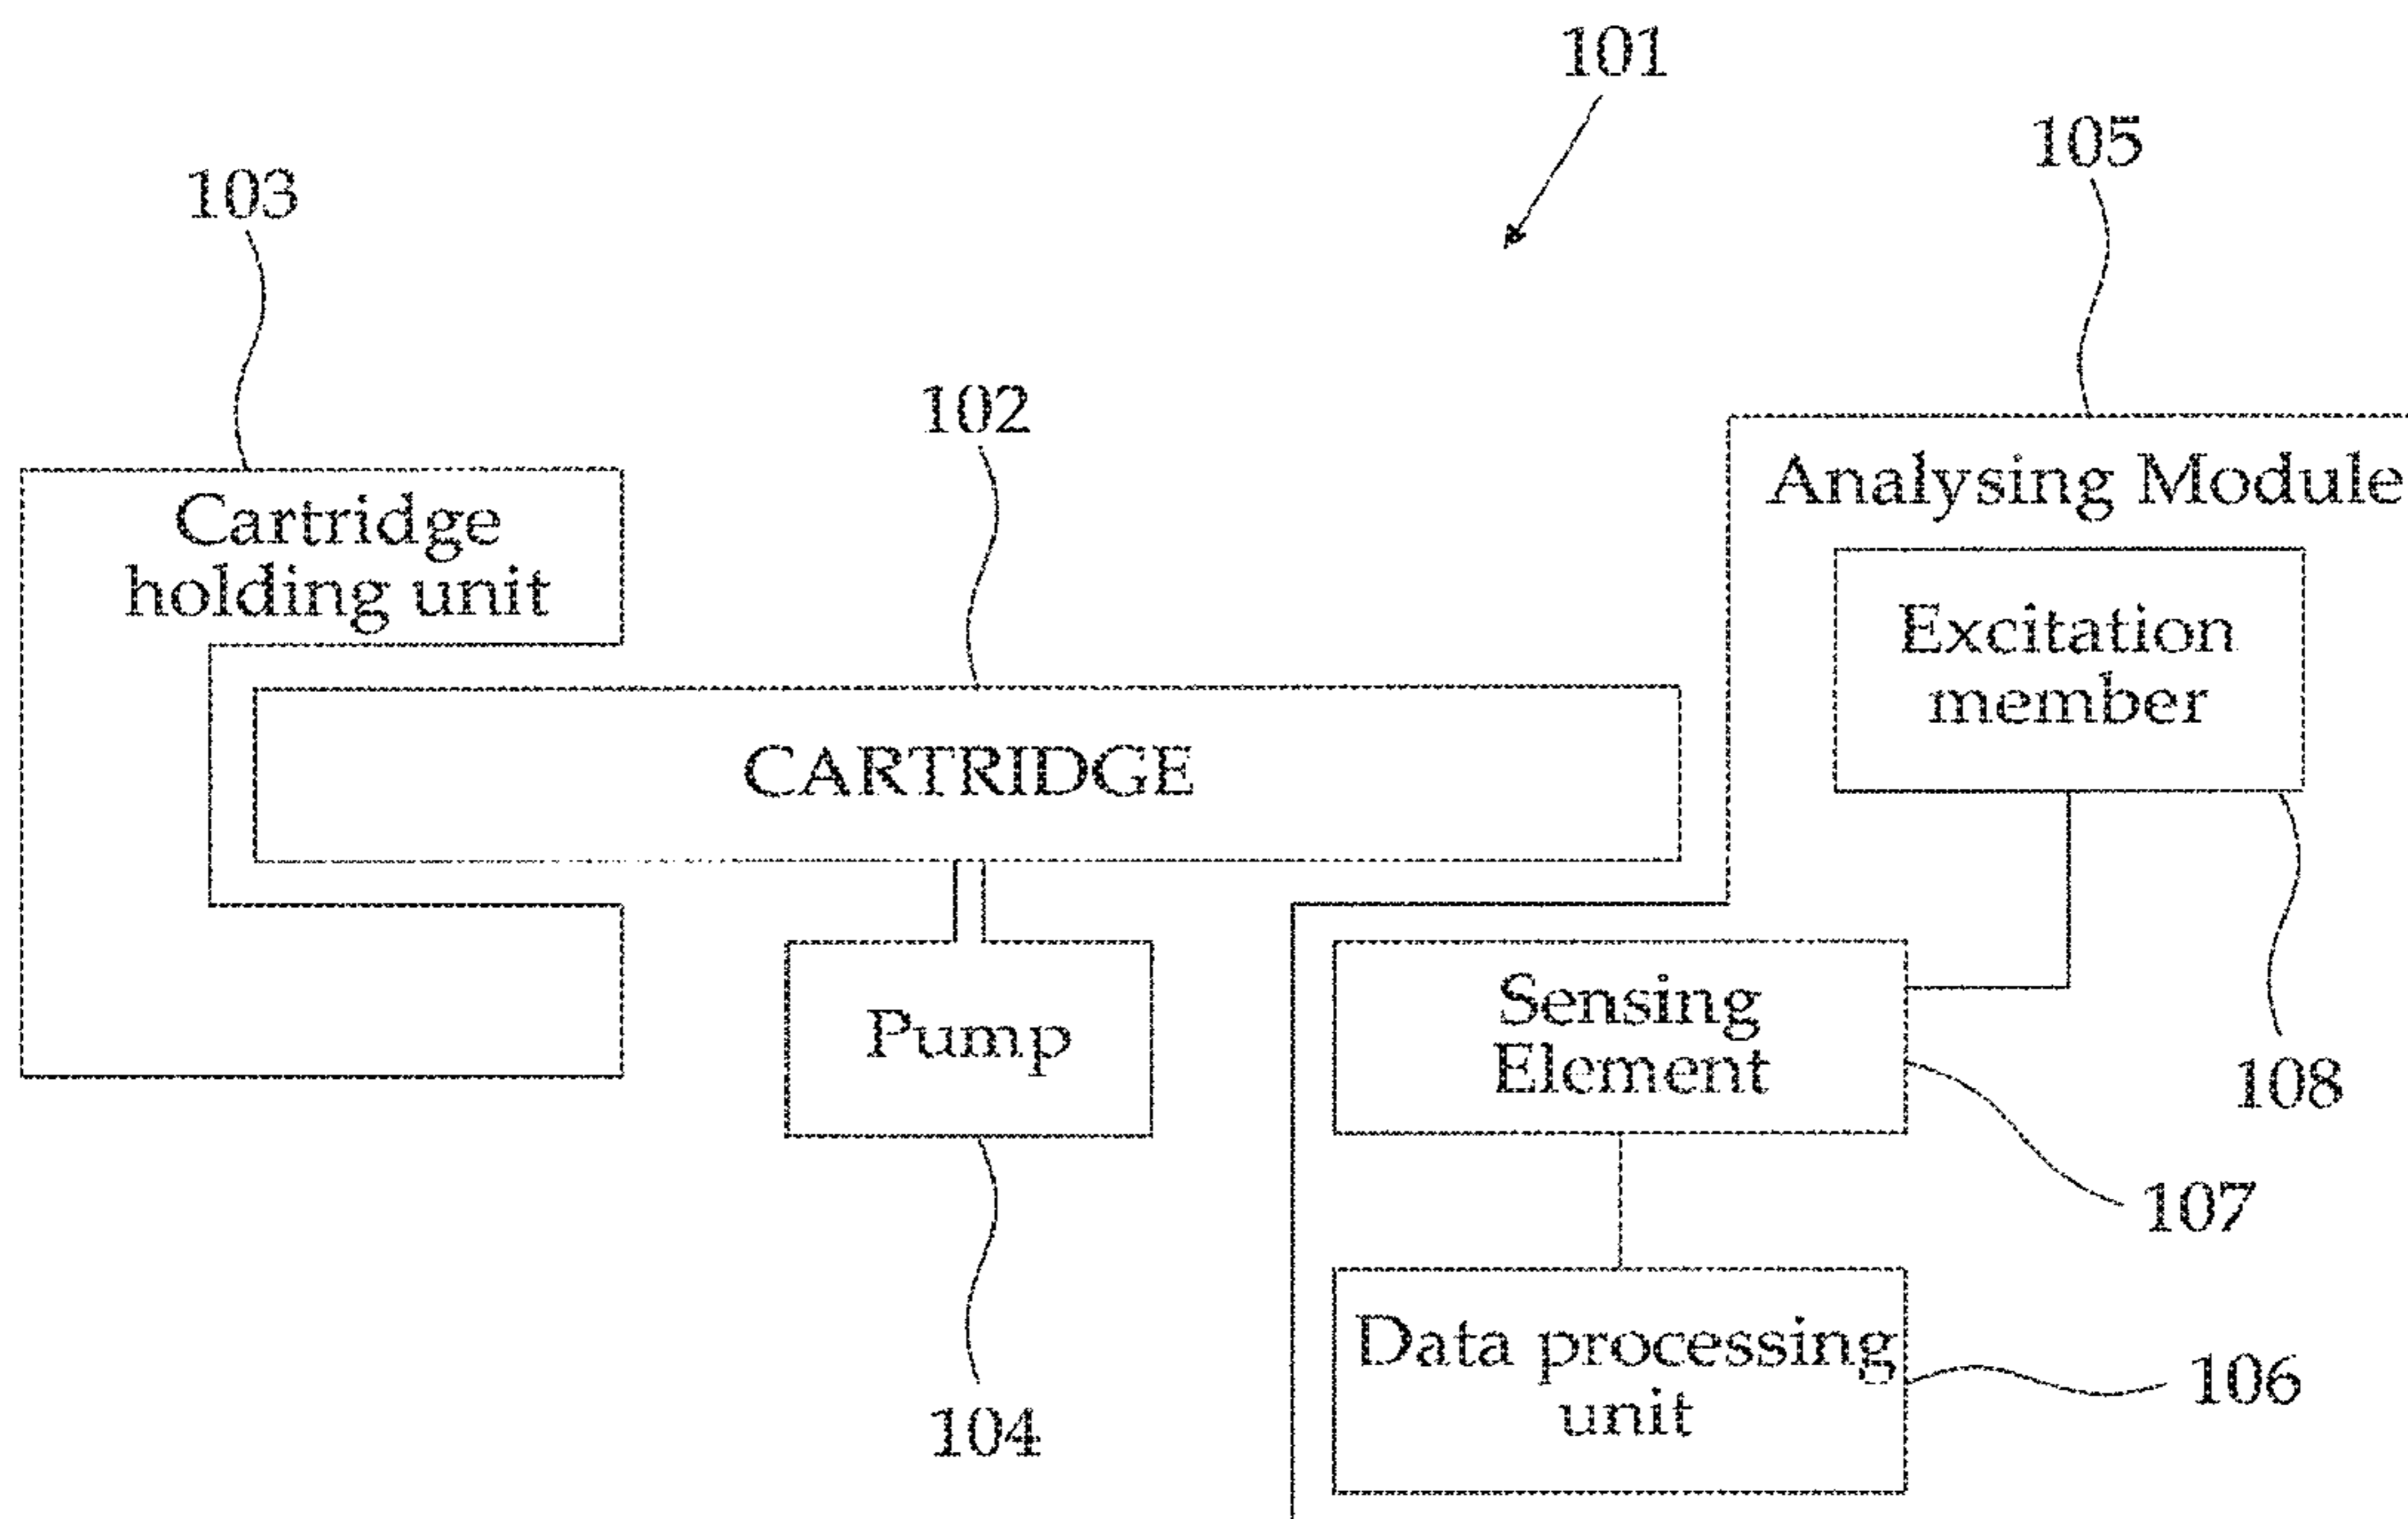 101
105
103
102
Analysing Module
Cartridge
holding unit
Excitation
member
CARTRIDGE
Sensing
Element
Pump
108
107
Data processing
unit
106
104